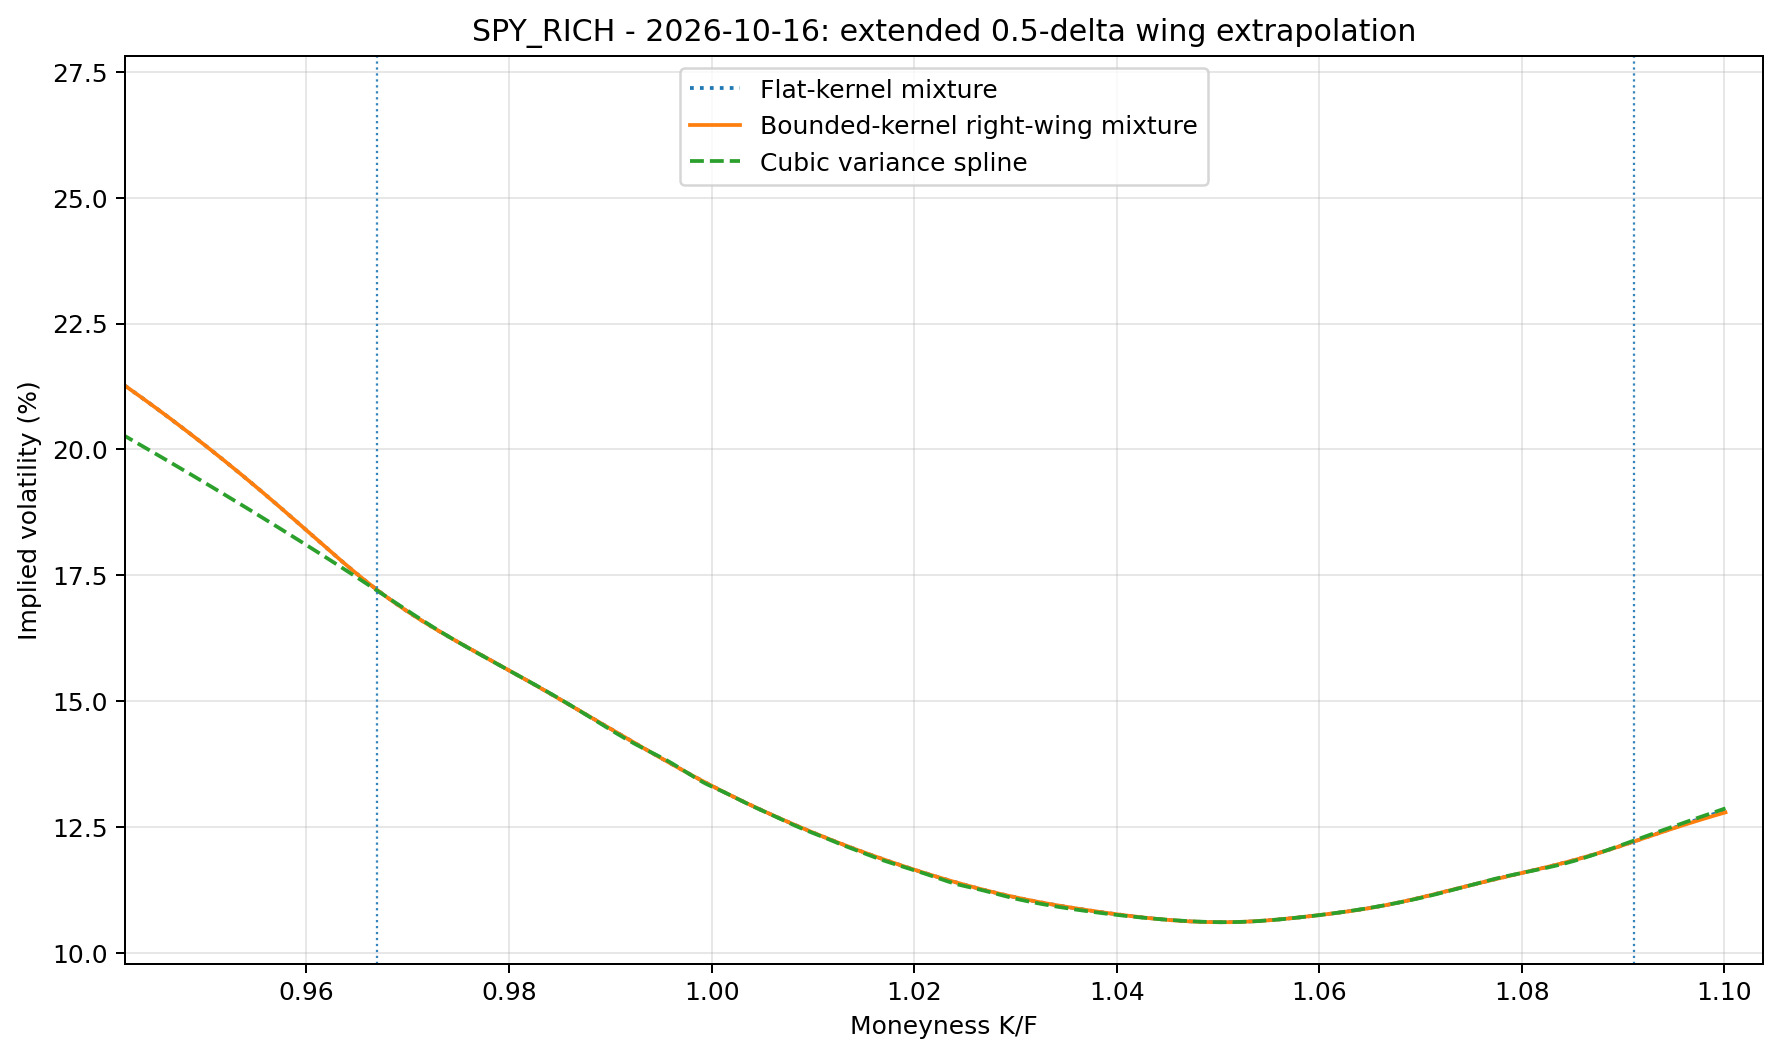 SPY_RICH - 2026-10-16: extended 0.5-delta wing extrapolation
Flat-kernel mixture
Bounded-kernel right-wing mixture
Cubic variance spline
Implied volatility (%)
27.5
25.0
22.5
20.0
17.5
15.0
12.5
10.0
0.96 0.98 1.00 1.02 1.04 1.06 1.08 1.10
Moneyness K/F